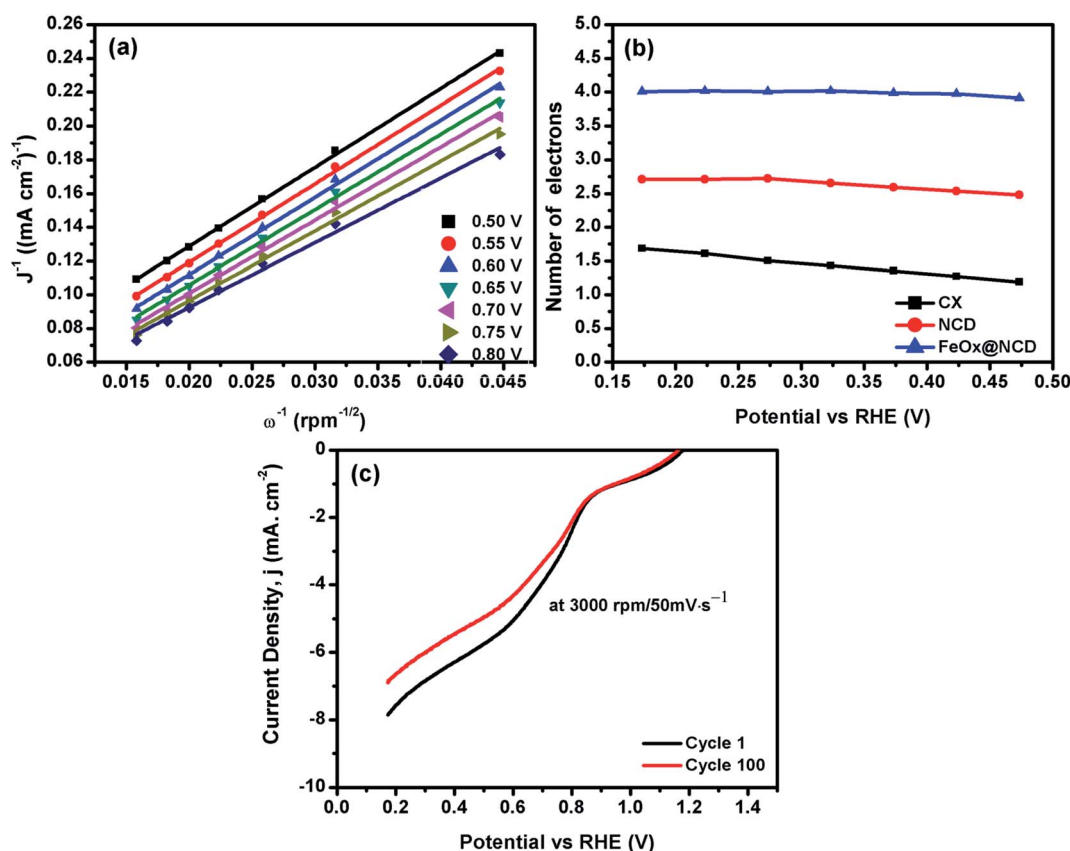 (a)
J⁻¹ ((mA cm⁻²)⁻¹)
0.26
0.24
0.22
0.20
0.18
0.16
0.14
0.12
0.10
0.08
0.06
0.50 V
0.55 V
0.60 V
0.65 V
0.70 V
0.75 V
0.80 V
0.015 0.020 0.025 0.030 0.035 0.040 0.045
ω⁻¹ (rpm⁻¹/²)
(b)
Number of electrons
5.0
4.5
4.0
3.5
3.0
2.5
2.0
1.5
1.0
0.5
0.0
CX
NCD
FeOx@NCD
0.10 0.15 0.20 0.25 0.30 0.35 0.40 0.45 0.50
Potential vs RHE (V)
(c)
Current Density, j (mA. cm⁻²)
0
-2
-4
-6
-8
-10
at 3000 rpm/50mV·s⁻¹
Cycle 1
Cycle 100
0.0 0.2 0.4 0.6 0.8 1.0 1.2 1.4
Potential vs RHE (V)